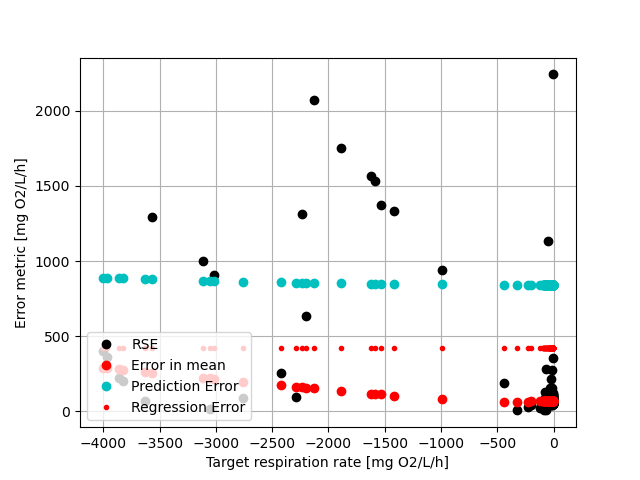 2000
1500
1000
500
0
Error metric [mg O2/L/h]
RSE
Error in mean
Prediction Error
Regression Error
−4000 −3500 −3000 −2500 −2000 −1500 −1000 −500 0
Target respiration rate [mg O2/L/h]